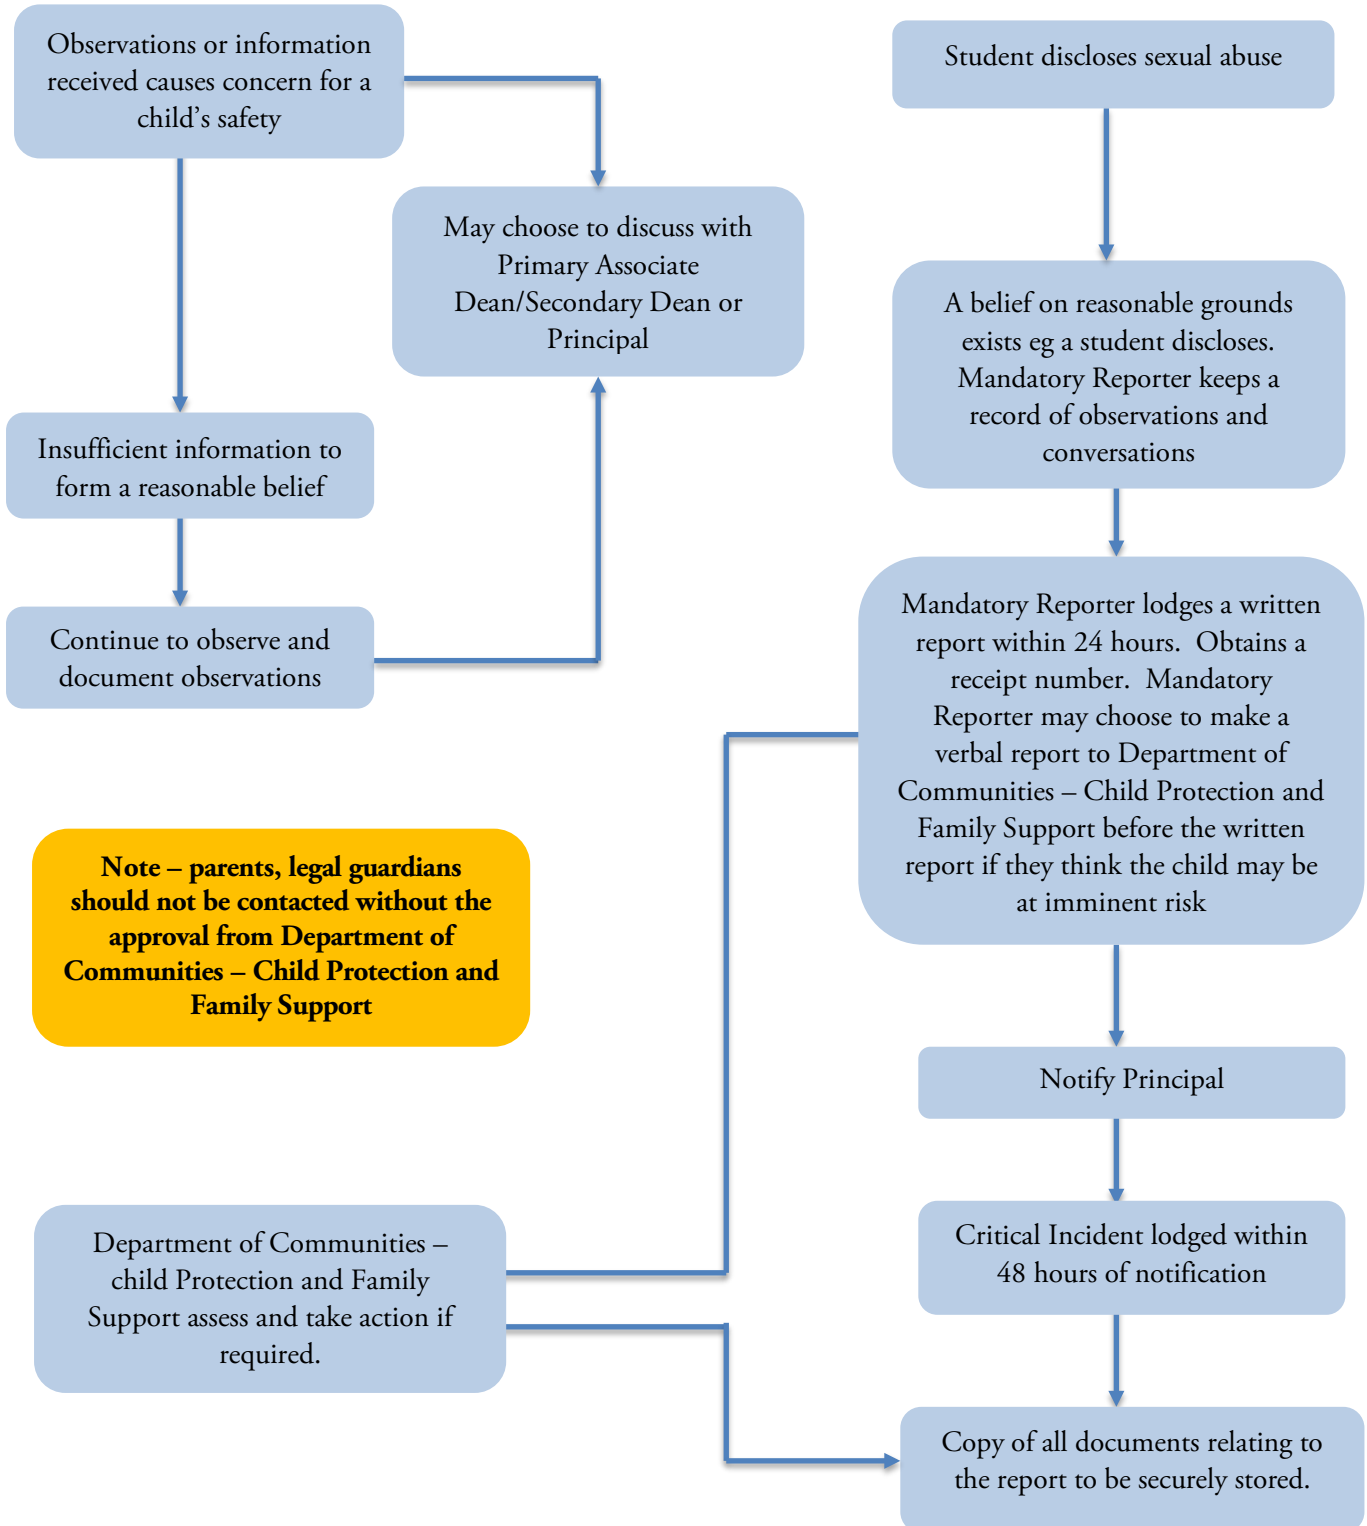 Observations or information
received causes concern for a
child’s safety
Student discloses sexual abuse
May choose to discuss with
Primary Associate
Dean/Secondary Dean or
Principal
A belief on reasonable grounds
exists eg a student discloses.
Mandatory Reporter keeps a
record of observations and
conversations
Insufficient information to
form a reasonable belief
Continue to observe and
document observations
Mandatory Reporter lodges a written
report within 24 hours.  Obtains a
receipt number.  Mandatory
Reporter may choose to make a
verbal report to Department of
Communities – Child Protection and
Family Support before the written
report if they think the child may be
at imminent risk
Note – parents, legal guardians
should not be contacted without the
approval from Department of
Communities – Child Protection and
Family Support
Notify Principal
Department of Communities –
child Protection and Family
Support assess and take action if
required.
Critical Incident lodged within
48 hours of notification
Copy of all documents relating to
the report to be securely stored.